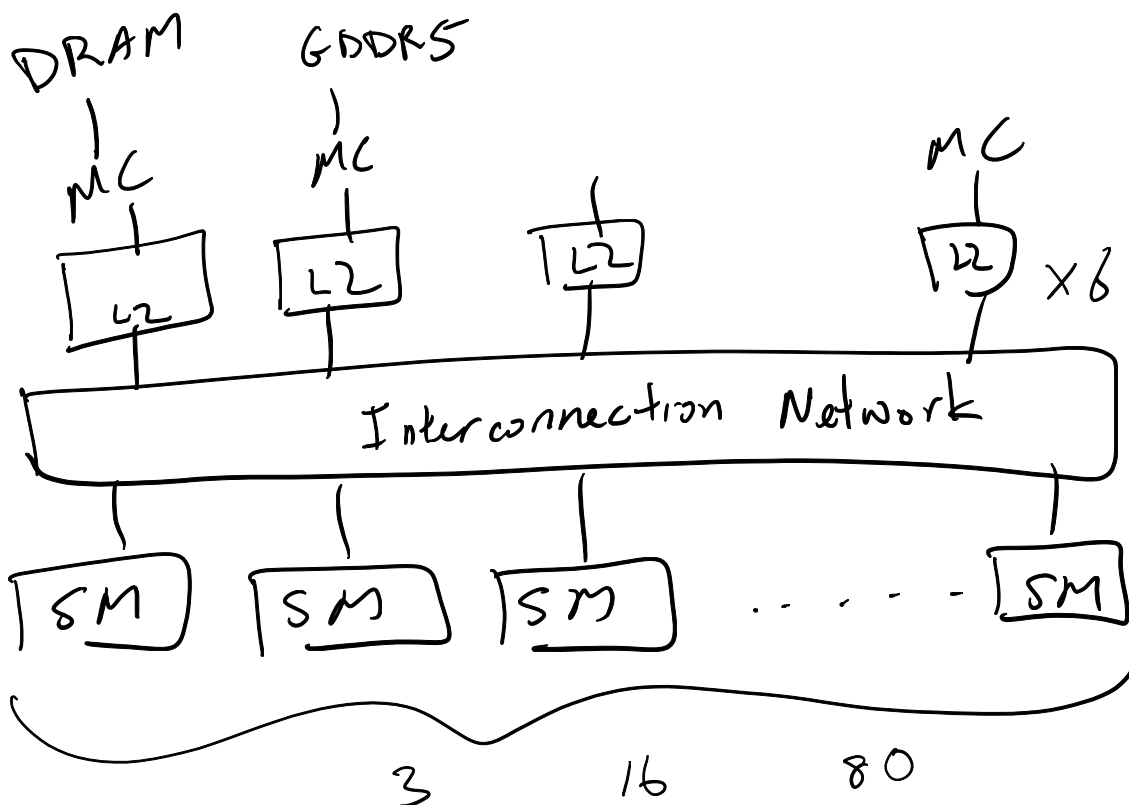 DRAM GDDR5
MC MC MC
L2 L2 L2 L2 x6
Interconnection Network
SM SM SM ..... SM
3 16 80